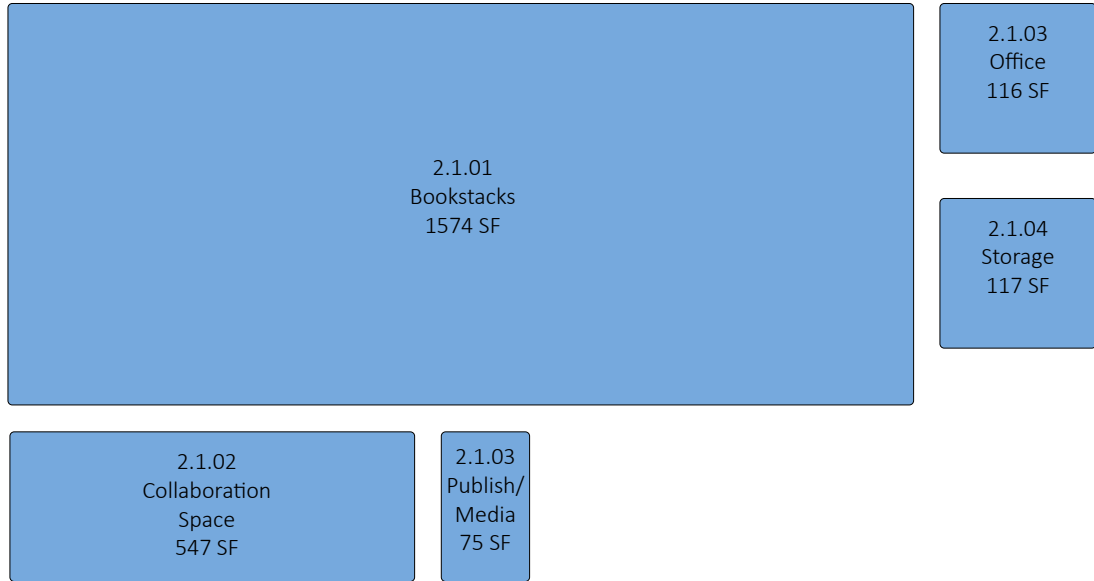 2.1.01
Bookstacks
1574 SF
2.1.03
Office
116 SF
2.1.04
Storage
117 SF
2.1.02
Collaboration
Space
547 SF
2.1.03
Publish/
Media
75 SF